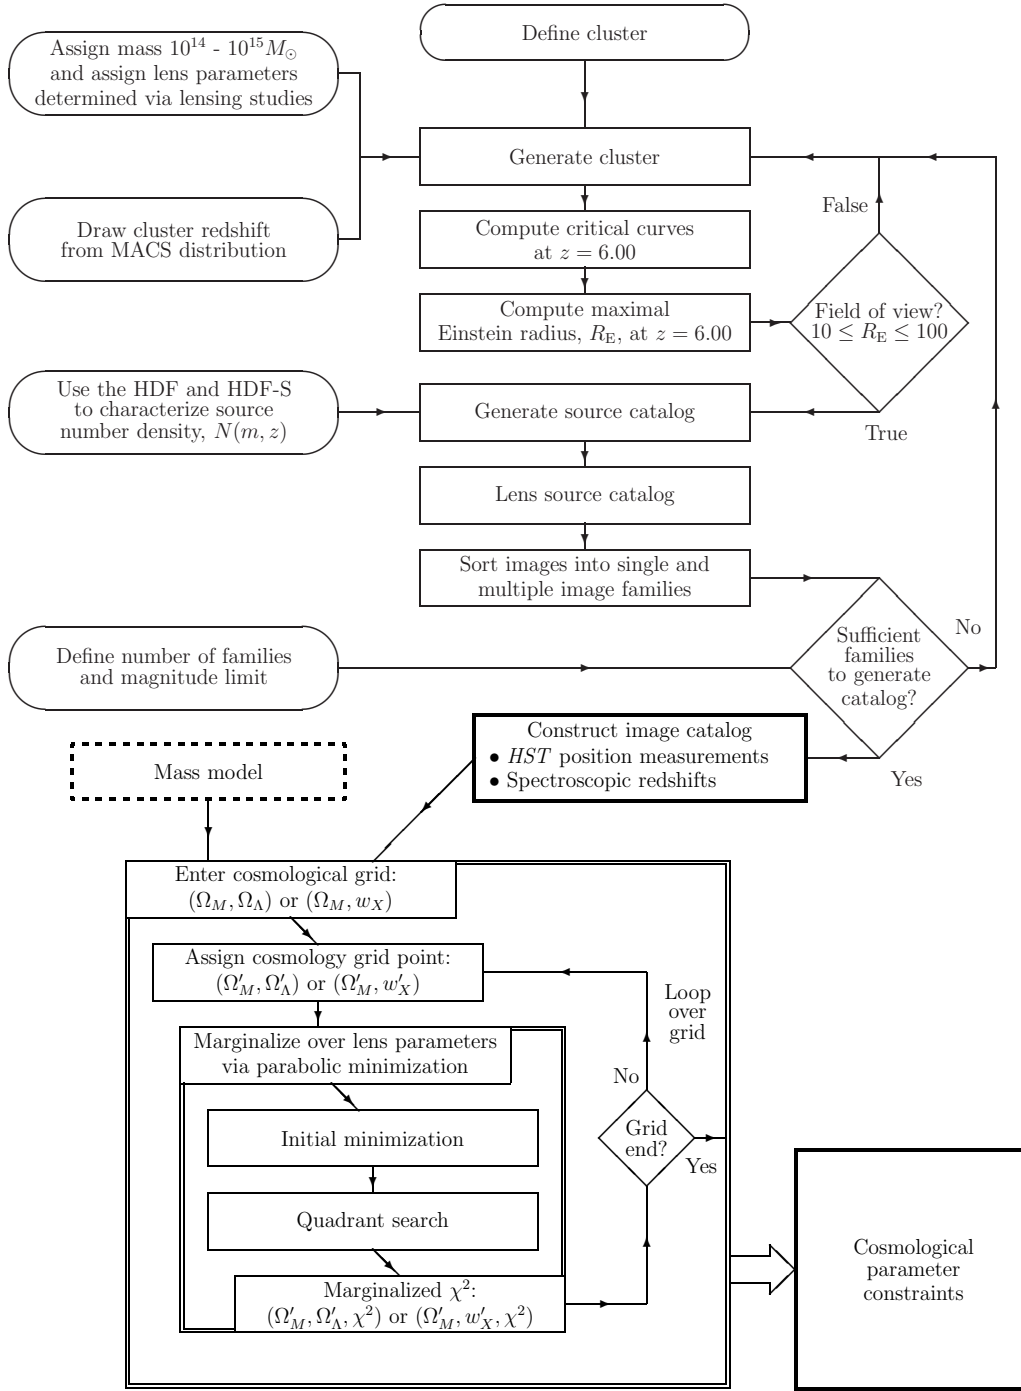 Define cluster
Assign mass 10¹⁴ - 10¹⁵M☉
and assign lens parameters
determined via lensing studies
Generate cluster
Draw cluster redshift
from MACS distribution
False
Compute critical curves
at z = 6.00
Compute maximal
Einstein radius, R_E, at z = 6.00
Field of view?
10 ≤ R_E ≤ 100
Use the HDF and HDF-S
to characterize source
number density, N(m, z)
Generate source catalog
True
Lens source catalog
Sort images into single and
multiple image families
No
Define number of families
and magnitude limit
Sufficient
families
to generate
catalog?
Construct image catalog
• HST position measurements
• Spectroscopic redshifts
Yes
Mass model
Enter cosmological grid:
(Ω_M, Ω_Λ) or (Ω_M, w_X)
Assign cosmology grid point:
(Ω′_M, Ω′_Λ) or (Ω′_M, w′_X)
Loop
over
grid
Marginalize over lens parameters
via parabolic minimization
No
Initial minimization
Grid
end?
Yes
Quadrant search
Marginalized χ²:
(Ω′_M, Ω′_Λ, χ²) or (Ω′_M, w′_X, χ²)
Cosmological
parameter
constraints